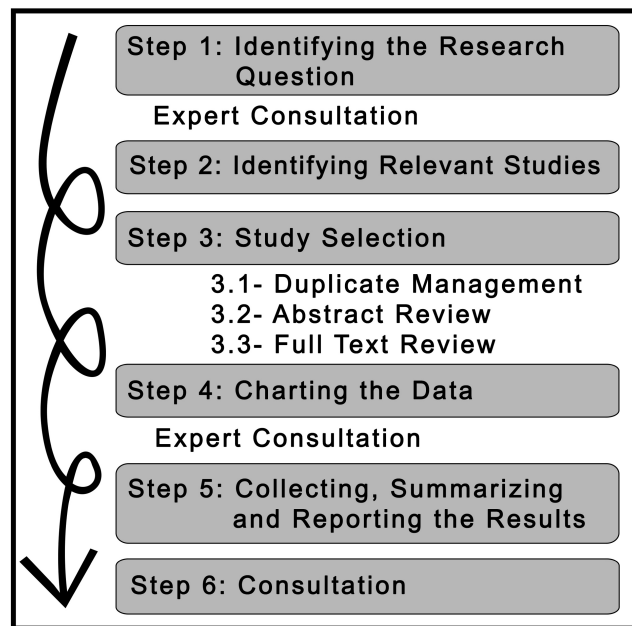 Step 1: Identifying the Research
Question
Expert Consultation
Step 2: Identifying Relevant Studies
Step 3: Study Selection
3.1- Duplicate Management
3.2- Abstract Review
3.3- Full Text Review
Step 4: Charting the Data
Expert Consultation
Step 5: Collecting, Summarizing
and Reporting the Results
Step 6: Consultation